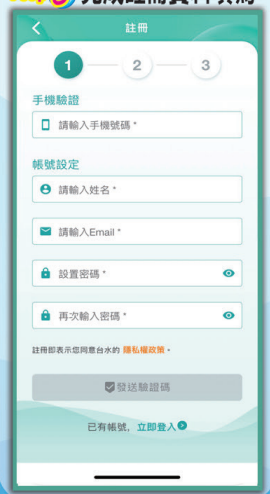 註冊
1 2 3
手機驗證
請輸入手機號碼 *
帳號設定
請輸入姓名 *
請輸入Email *
設置密碼 *
再次輸入密碼 *
註冊即表示您同意台水的 隱私權政策。
發送驗證碼
已有帳號，立即登入